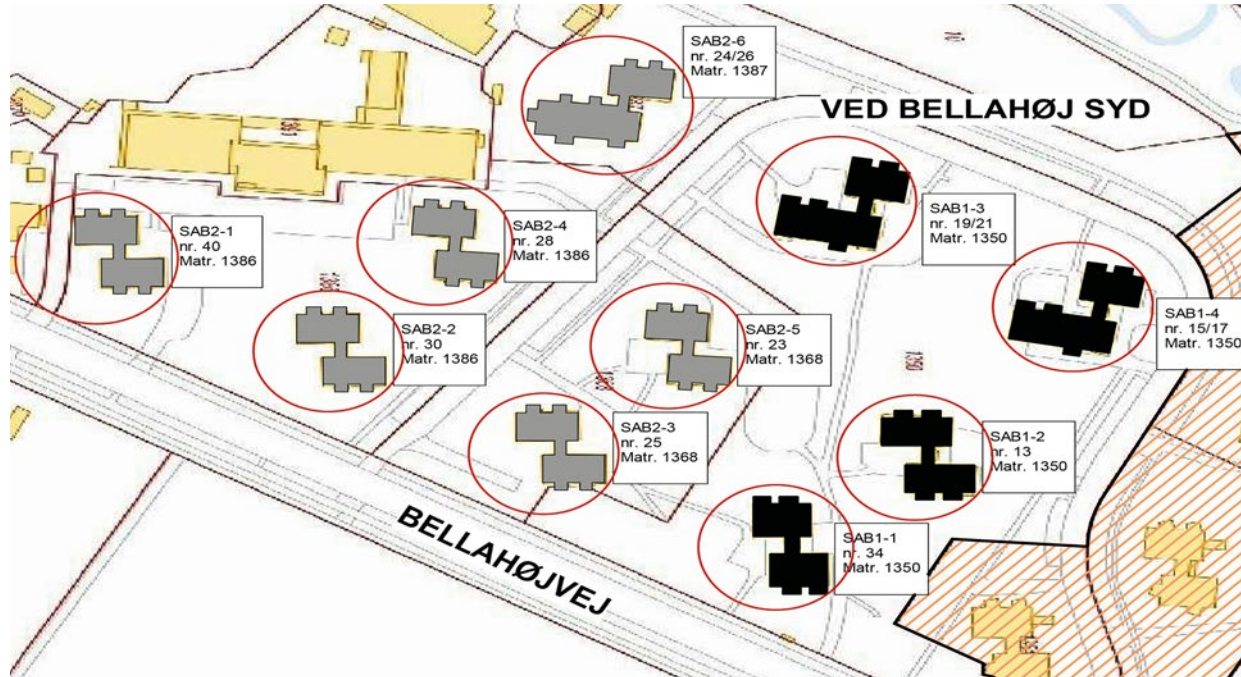 SAB2-6
nr. 24/26
Matr. 1387
VED BELLAHØJ SYD
SAB1-3
nr. 19/21
Matr. 1350
SAB2-1
nr. 40
Matr. 1386
SAB2-4
nr. 28
Matr. 1386
SAB1-4
nr. 15/17
Matr. 1350
SAB2-2
nr. 30
Matr. 1386
SAB2-5
nr. 23
Matr. 1368
1350
SAB2-3
nr. 25
Matr. 1368
SAB1-2
nr. 13
Matr. 1350
BELLAHØJVEJ
SAB1-1
nr. 34
Matr. 1350